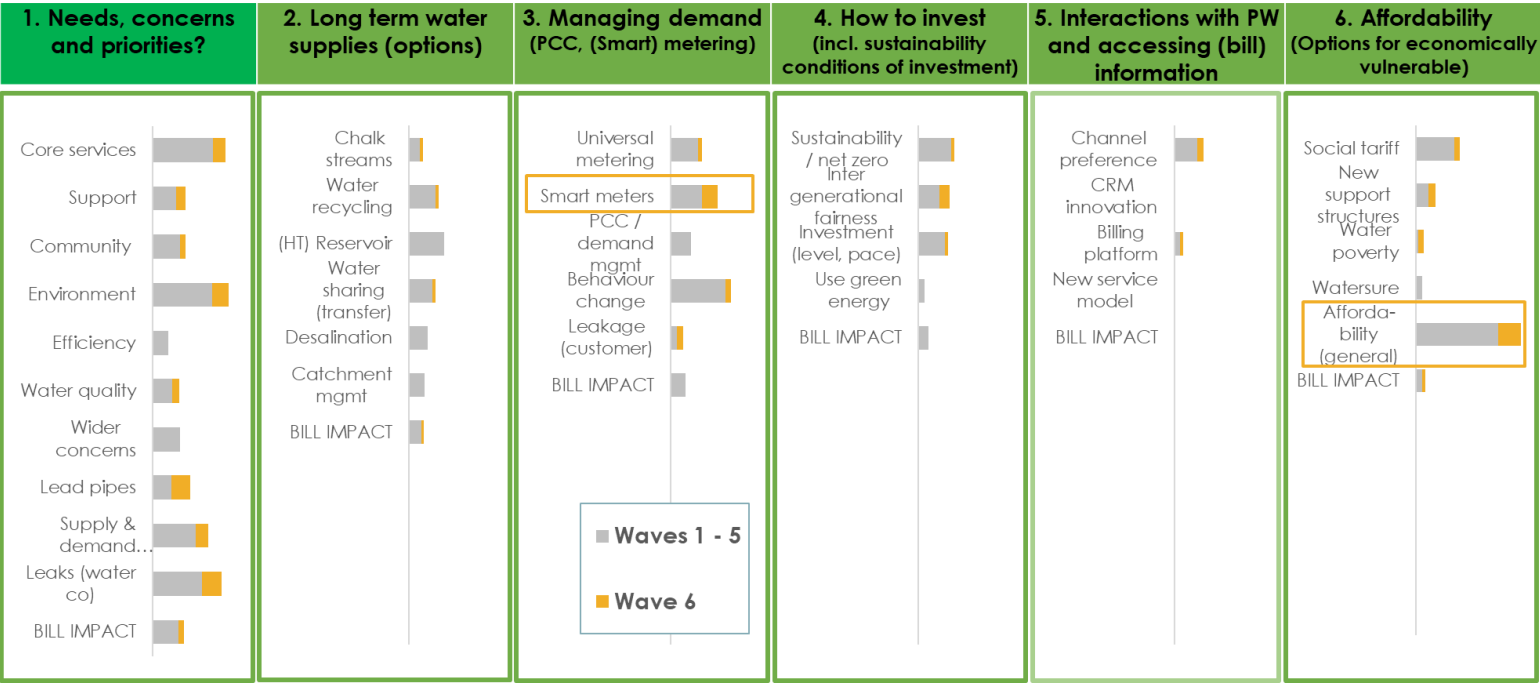 1. Needs, concerns
and priorities?
2. Long term water
supplies (options)
3. Managing demand
(PCC, (Smart) metering)
4. How to invest
(incl. sustainability
conditions of investment)
5. Interactions with PW
and accessing (bill)
information
6. Affordability
(Options for economically
vulnerable)
Core services
Support
Community
Environment
Efficiency
Water quality
Wider
concerns
Lead pipes
Supply &
demand...
Leaks (water
co)
BILL IMPACT
Chalk
streams
Water
recycling
(HT) Reservoir
Water
sharing
(transfer)
Desalination
Catchment
mgmt
BILL IMPACT
Universal
metering
Smart meters
PCC /
demand
mgmt
Behaviour
change
Leakage
(customer)
BILL IMPACT
Waves 1 - 5
Wave 6
Sustainability
/ net zero
Inter
generational
fairness
Investment
(level, pace)
Use green
energy
BILL IMPACT
Channel
preference
CRM
innovation
Billing
platform
New service
model
BILL IMPACT
Social tariff
New
support
structures
Water
poverty
Watersure
Afforda-
bility
(general)
BILL IMPACT